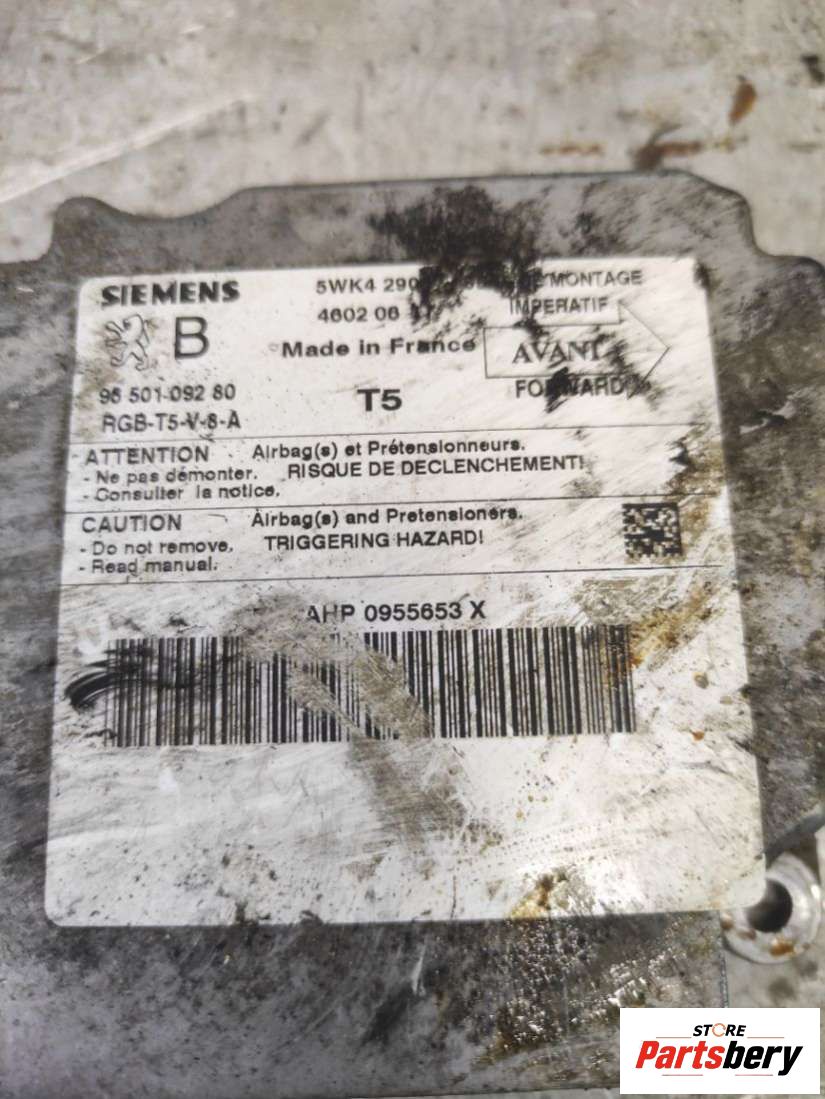 SIEMENS
5WK4 290
MONTAGE
IMPERATIF
B
4602 06
Made in France
AVANT
FORWARD
96 501 092 80
T5
RGB-T5-V-8-A
ATTENTION Airbag(s) et Prétensionneurs.
- Ne pas démonter. RISQUE DE DECLENCHEMENT!
- Consulter la notice.
CAUTION Airbag(s) and Pretensioners.
- Do not remove. TRIGGERING HAZARD!
- Read manual.
AHP 0955653 X
STORE
Partsbery